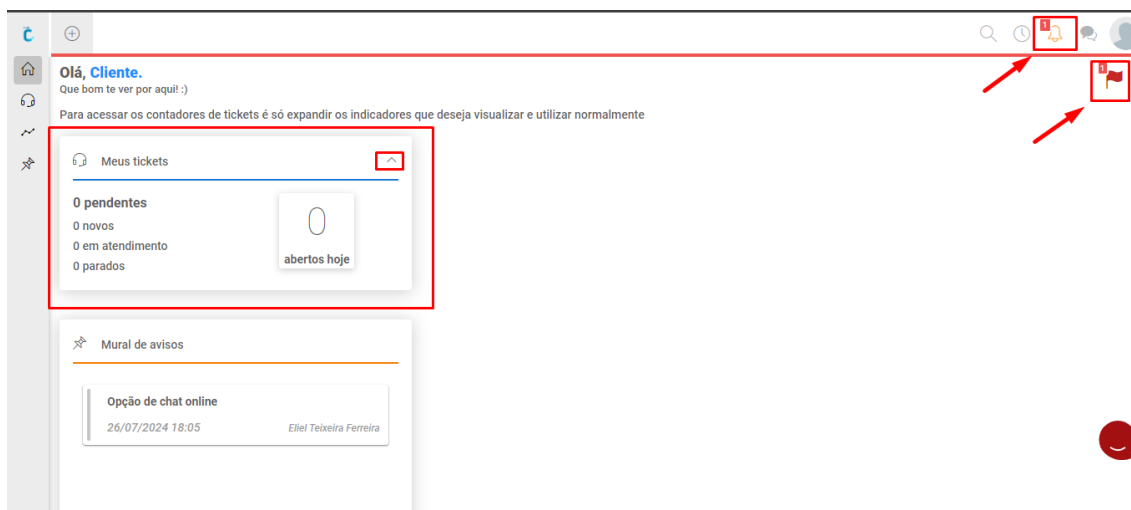 1
Olá, Cliente.
Que bom te ver por aqui! :)
1
Para acessar os contadores de tickets é só expandir os indicadores que deseja visualizar e utilizar normalmente
Meus tickets
0 pendentes
0 novos
0 em atendimento
0 parados
0
abertos hoje
Mural de avisos
Opção de chat online
26/07/2024 18:05
Eliel Teixeira Ferreira